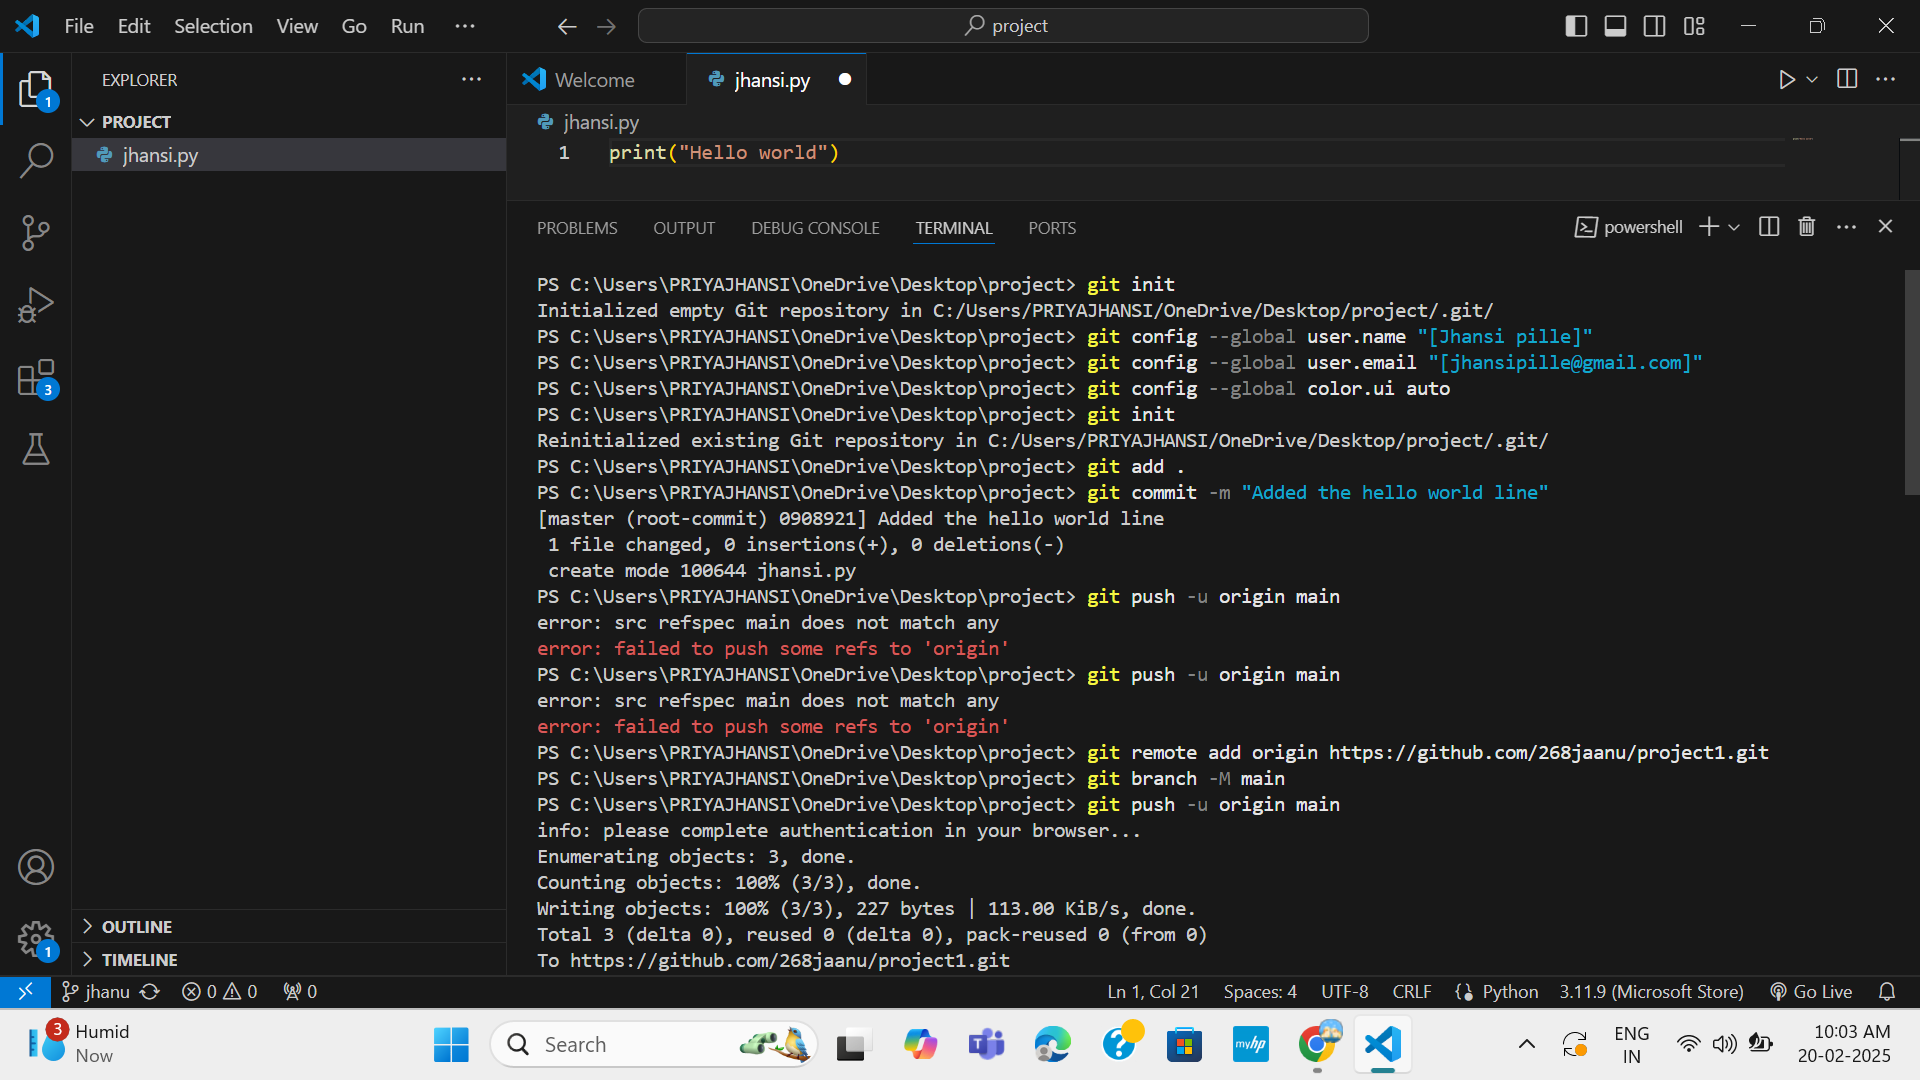 File Edit Selection View Go Run ···
project
EXPLORER ···
Welcome
jhansi.py
1
PROJECT
jhansi.py
jhansi.py
1 print("Hello world")
PROBLEMS OUTPUT DEBUG CONSOLE TERMINAL PORTS
powershell
PS C:\Users\PRIYAJHANSI\OneDrive\Desktop\project> git init
Initialized empty Git repository in C:/Users/PRIYAJHANSI/OneDrive/Desktop/project/.git/
PS C:\Users\PRIYAJHANSI\OneDrive\Desktop\project> git config --global user.name "[Jhansi pille]"
PS C:\Users\PRIYAJHANSI\OneDrive\Desktop\project> git config --global user.email "[jhansipille@gmail.com]"
PS C:\Users\PRIYAJHANSI\OneDrive\Desktop\project> git config --global color.ui auto
PS C:\Users\PRIYAJHANSI\OneDrive\Desktop\project> git init
Reinitialized existing Git repository in C:/Users/PRIYAJHANSI/OneDrive/Desktop/project/.git/
PS C:\Users\PRIYAJHANSI\OneDrive\Desktop\project> git add .
PS C:\Users\PRIYAJHANSI\OneDrive\Desktop\project> git commit -m "Added the hello world line"
[master (root-commit) 0908921] Added the hello world line
 1 file changed, 0 insertions(+), 0 deletions(-)
 create mode 100644 jhansi.py
PS C:\Users\PRIYAJHANSI\OneDrive\Desktop\project> git push -u origin main
error: src refspec main does not match any
error: failed to push some refs to 'origin'
PS C:\Users\PRIYAJHANSI\OneDrive\Desktop\project> git push -u origin main
error: src refspec main does not match any
error: failed to push some refs to 'origin'
PS C:\Users\PRIYAJHANSI\OneDrive\Desktop\project> git remote add origin https://github.com/268jaanu/project1.git
PS C:\Users\PRIYAJHANSI\OneDrive\Desktop\project> git branch -M main
PS C:\Users\PRIYAJHANSI\OneDrive\Desktop\project> git push -u origin main
info: please complete authentication in your browser...
Enumerating objects: 3, done.
Counting objects: 100% (3/3), done.
Writing objects: 100% (3/3), 227 bytes | 113.00 KiB/s, done.
Total 3 (delta 0), reused 0 (delta 0), pack-reused 0 (from 0)
To https://github.com/268jaanu/project1.git
3
1
OUTLINE
TIMELINE
jhanu 0 0 0
Ln 1, Col 21 Spaces: 4 UTF-8 CRLF Python 3.11.9 (Microsoft Store) Go Live
3
Humid
Now
Search
myhp
ENG
IN
10:03 AM
20-02-2025